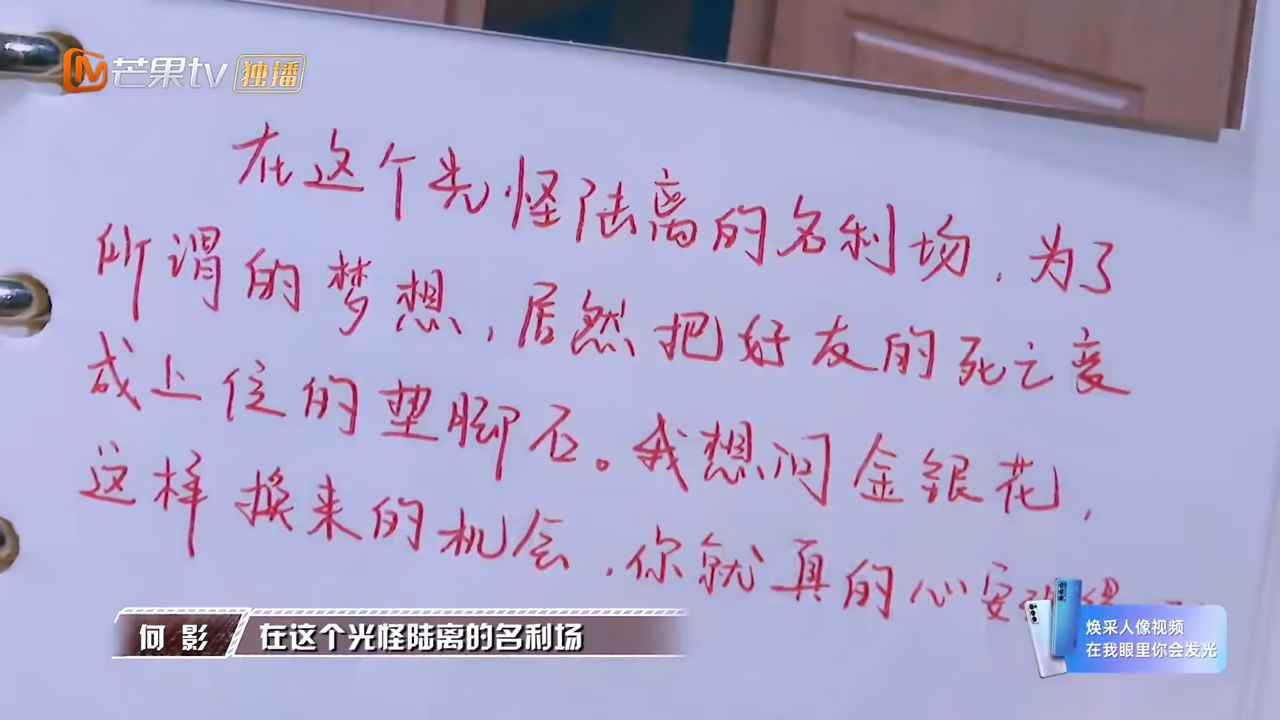 芒果tv 独播
在这个光怪陆离的名利场，为了
所谓的梦想，居然把好友的死亡变
成上位的垫脚石。我想问金银花，
这样换来的机会，你就真的心安
何影 在这个光怪陆离的名利场
焕采人像视频
在我眼里你会发光